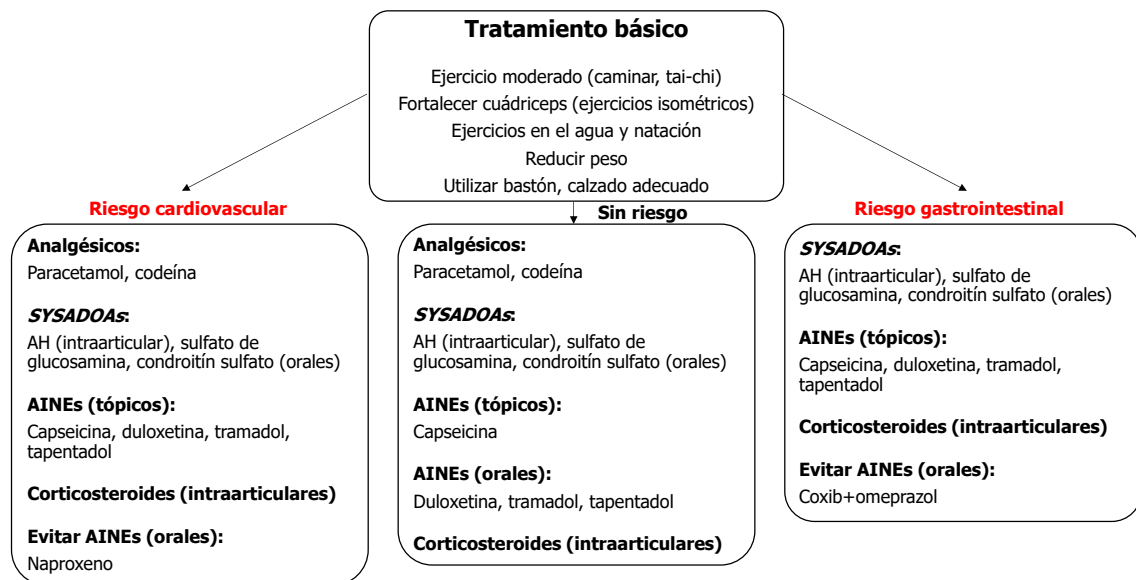 Tratamiento básico
Ejercicio moderado (caminar, tai-chi)
Fortalecer cuádriceps (ejercicios isométricos)
Ejercicios en el agua y natación
Reducir peso
Utilizar bastón, calzado adecuado
Riesgo cardiovascular
Analgésicos:
Paracetamol, codeína
SYSADOAs:
AH (intraarticular), sulfato de
glucosamina, condroitín sulfato (orales)
AINEs (tópicos):
Capseicina, duloxetina, tramadol,
tapentadol
Corticosteroides (intraarticulares)
Evitar AINEs (orales):
Naproxeno
Sin riesgo
Analgésicos:
Paracetamol, codeína
SYSADOAs:
AH (intraarticular), sulfato de
glucosamina, condroitín sulfato (orales)
AINEs (tópicos):
Capseicina
AINEs (orales):
Duloxetina, tramadol, tapentadol
Corticosteroides (intraarticulares)
Riesgo gastrointestinal
SYSADOAs:
AH (intraarticular), sulfato de
glucosamina, condroitín sulfato (orales)
AINEs (tópicos):
Capseicina, duloxetina, tramadol,
tapentadol
Corticosteroides (intraarticulares)
Evitar AINEs (orales):
Coxib+omeprazol